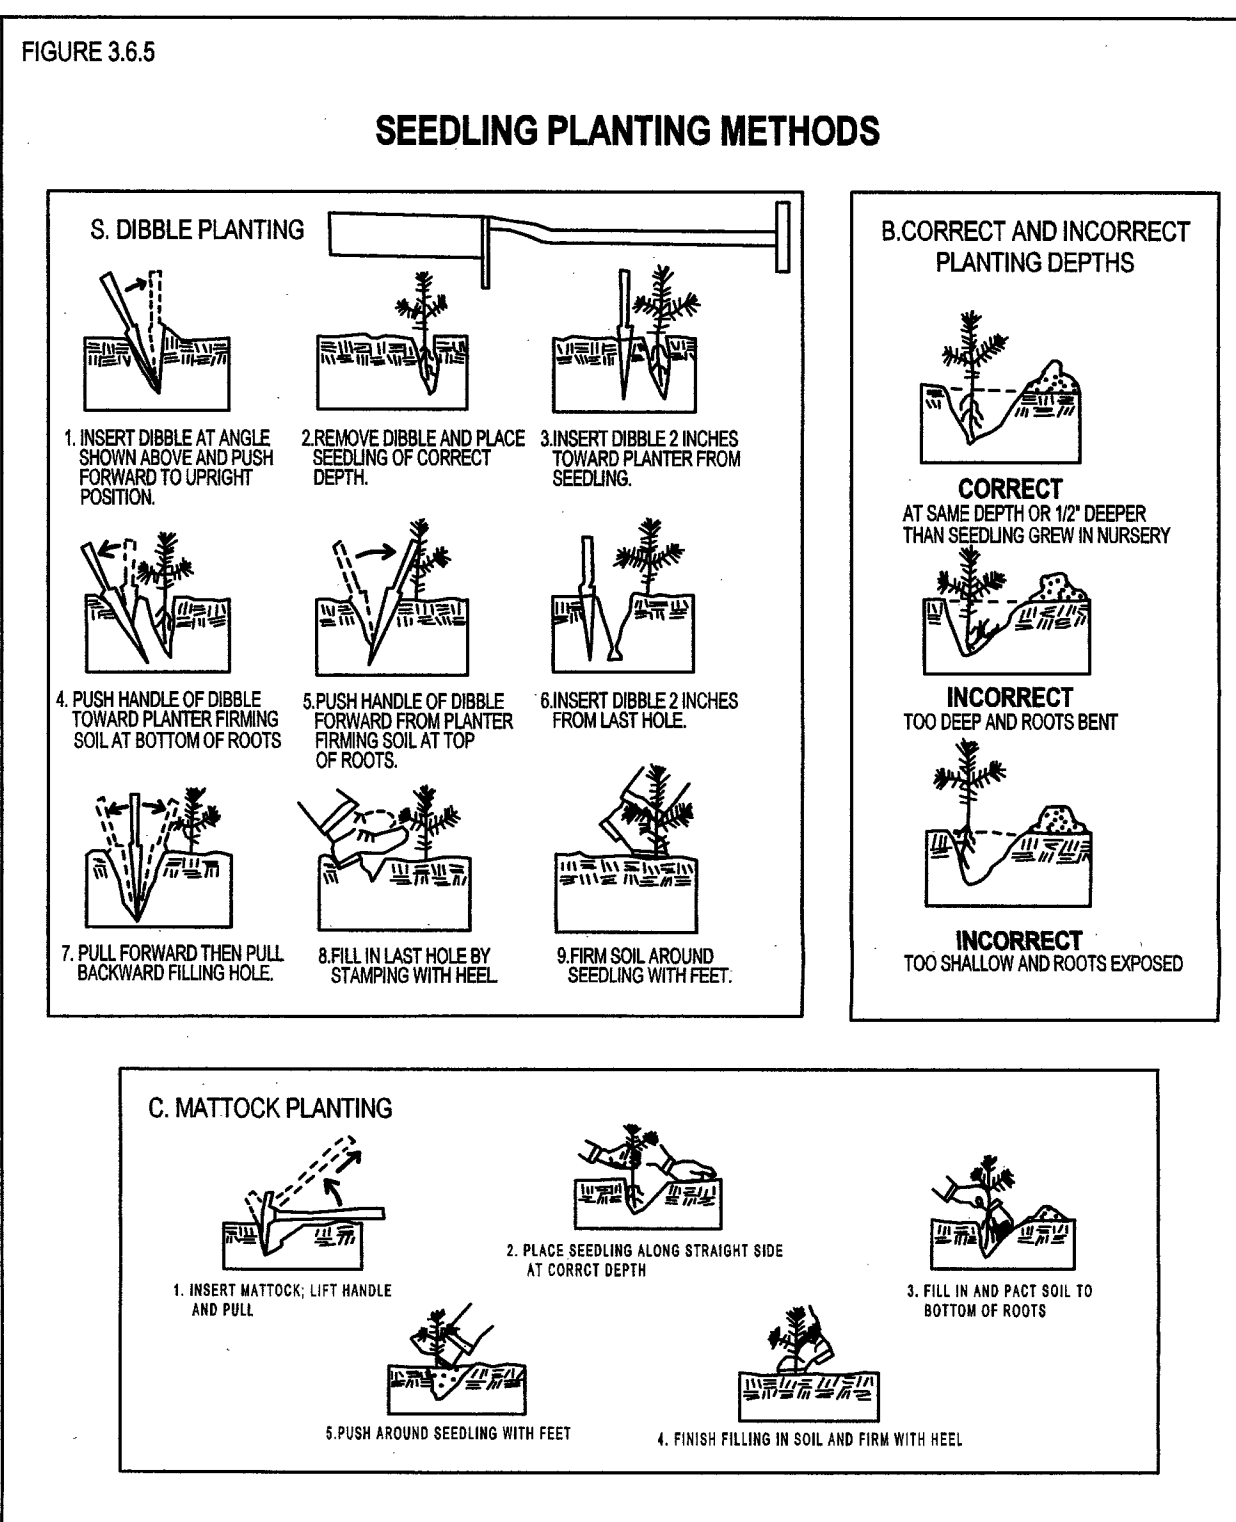 FIGURE 3.6.5
SEEDLING PLANTING METHODS
S. DIBBLE PLANTING
1. INSERT DIBBLE AT ANGLE
SHOWN ABOVE AND PUSH
FORWARD TO UPRIGHT
POSITION.
2.REMOVE DIBBLE AND PLACE
SEEDLING OF CORRECT
DEPTH.
3.INSERT DIBBLE 2 INCHES
TOWARD PLANTER FROM
SEEDLING.
4. PUSH HANDLE OF DIBBLE
TOWARD PLANTER FIRMING
SOIL AT BOTTOM OF ROOTS
5.PUSH HANDLE OF DIBBLE
FORWARD FROM PLANTER
FIRMING SOIL AT TOP
OF ROOTS.
6.INSERT DIBBLE 2 INCHES
FROM LAST HOLE.
7. PULL FORWARD THEN PULL
BACKWARD FILLING HOLE.
8.FILL IN LAST HOLE BY
STAMPING WITH HEEL
9.FIRM SOIL AROUND
SEEDLING WITH FEET.
B.CORRECT AND INCORRECT
PLANTING DEPTHS
CORRECT
AT SAME DEPTH OR 1/2" DEEPER
THAN SEEDLING GREW IN NURSERY
INCORRECT
TOO DEEP AND ROOTS BENT
INCORRECT
TOO SHALLOW AND ROOTS EXPOSED
C. MATTOCK PLANTING
1. INSERT MATTOCK; LIFT HANDLE
AND PULL
2. PLACE SEEDLING ALONG STRAIGHT SIDE
AT CORRCT DEPTH
3. FILL IN AND PACT SOIL TO
BOTTOM OF ROOTS
5.PUSH AROUND SEEDLING WITH FEET
4. FINISH FILLING IN SOIL AND FIRM WITH HEEL